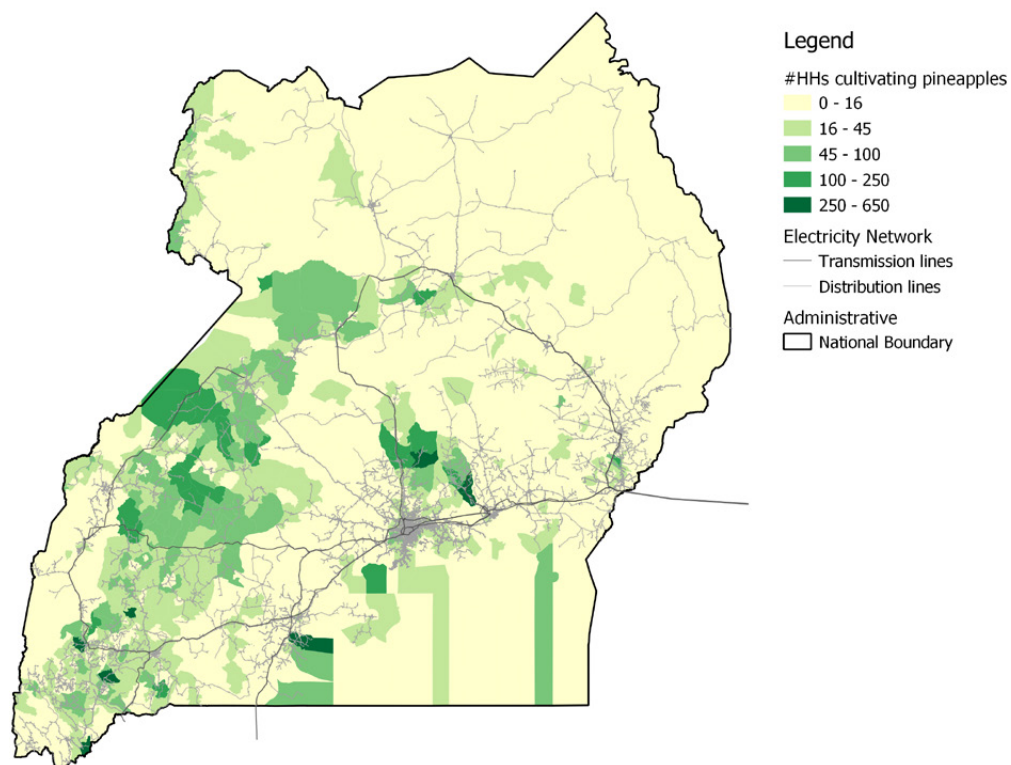 Legend
#HHs cultivating pineapples
0 - 16
16 - 45
45 - 100
100 - 250
250 - 650
Electricity Network
Transmission lines
Distribution lines
Administrative
National Boundary